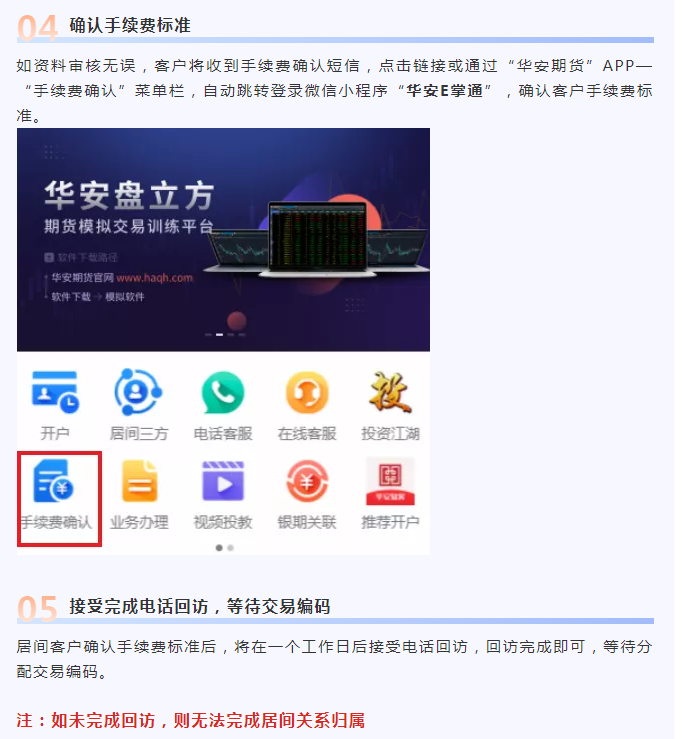 04 确认手续费标准
如资料审核无误，客户将收到手续费确认短信，点击链接或通过“华安期货”APP—
“手续费确认”菜单栏，自动跳转登录微信小程序“华安E掌通”，确认客户手续费标
准。
华安盘立方
期货模拟交易训练平台
软件下载路径
华安期货官网 www.haqh.com
软件下载 → 模拟软件
投
开户 居间三方 电话客服 在线客服 投资江湖
手续费确认 业务办理 视频投教 银期关联 推荐开户
05 接受完成电话回访，等待交易编码
居间客户确认手续费标准后，将在一个工作日后接受电话回访，回访完成即可，等待分
配交易编码。
注：如未完成回访，则无法完成居间关系归属